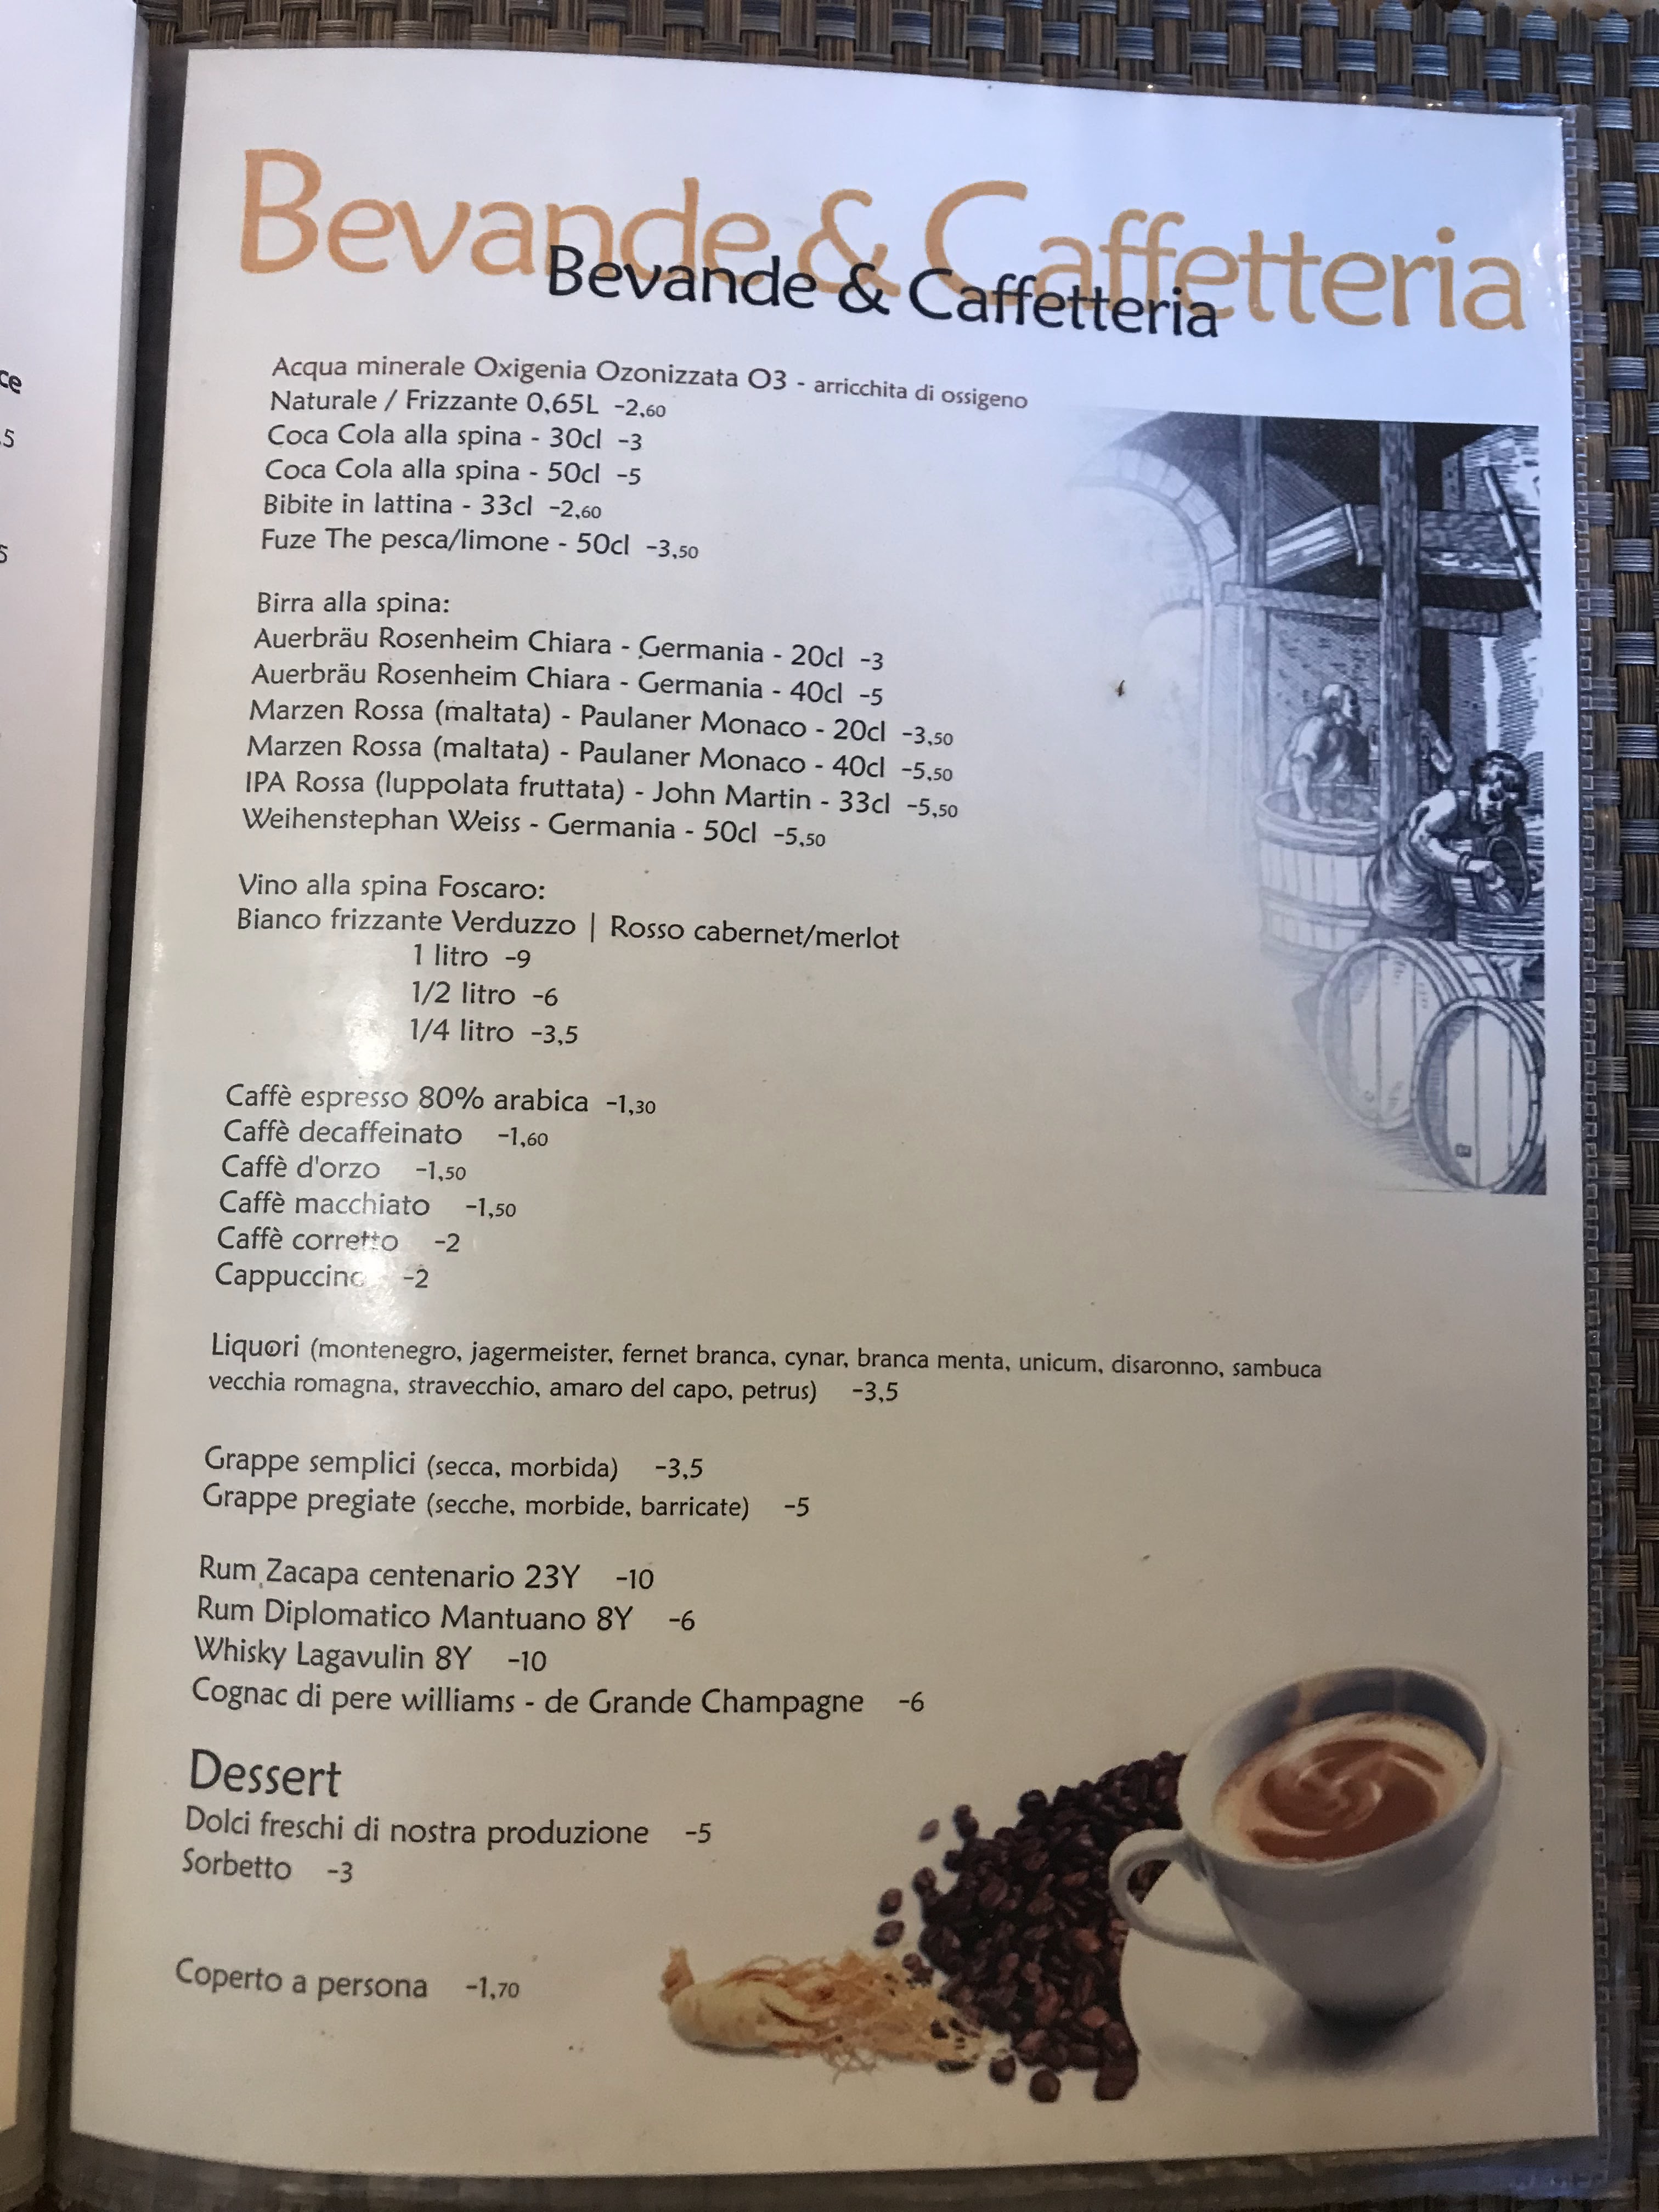 Bevande & Caffetteria
Bevande & Caffetteria
Acqua minerale Oxigenia Ozonizzata O3 - arricchita di ossigeno
Naturale / Frizzante 0,65L -2,60
Coca Cola alla spina - 30cl -3
Coca Cola alla spina - 50cl -5
Bibite in lattina - 33cl -2,60
Fuze The pesca/limone - 50cl -3,50
Birra alla spina:
Auerbräu Rosenheim Chiara - Germania - 20cl -3
Auerbräu Rosenheim Chiara - Germania - 40cl -5
Marzen Rossa (maltata) - Paulaner Monaco - 20cl -3,50
Marzen Rossa (maltata) - Paulaner Monaco - 40cl -5,50
IPA Rossa (luppolata fruttata) - John Martin - 33cl -5,50
Weihenstephan Weiss - Germania - 50cl -5,50
Vino alla spina Foscaro:
Bianco frizzante Verduzzo | Rosso cabernet/merlot
1 litro -9
1/2 litro -6
1/4 litro -3,5
Caffè espresso 80% arabica -1,30
Caffè decaffeinato -1,60
Caffè d'orzo -1,50
Caffè macchiato -1,50
Caffè corretto -2
Cappuccino -2
Liquori (montenegro, jagermeister, fernet branca, cynar, branca menta, unicum, disaronno, sambuca
vecchia romagna, stravecchio, amaro del capo, petrus) -3,5
Grappe semplici (secca, morbida) -3,5
Grappe pregiate (secche, morbide, barricate) -5
Rum Zacapa centenario 23Y -10
Rum Diplomatico Mantuano 8Y -6
Whisky Lagavulin 8Y -10
Cognac di pere williams - de Grande Champagne -6
Dessert
Dolci freschi di nostra produzione -5
Sorbetto -3
Coperto a persona -1,70